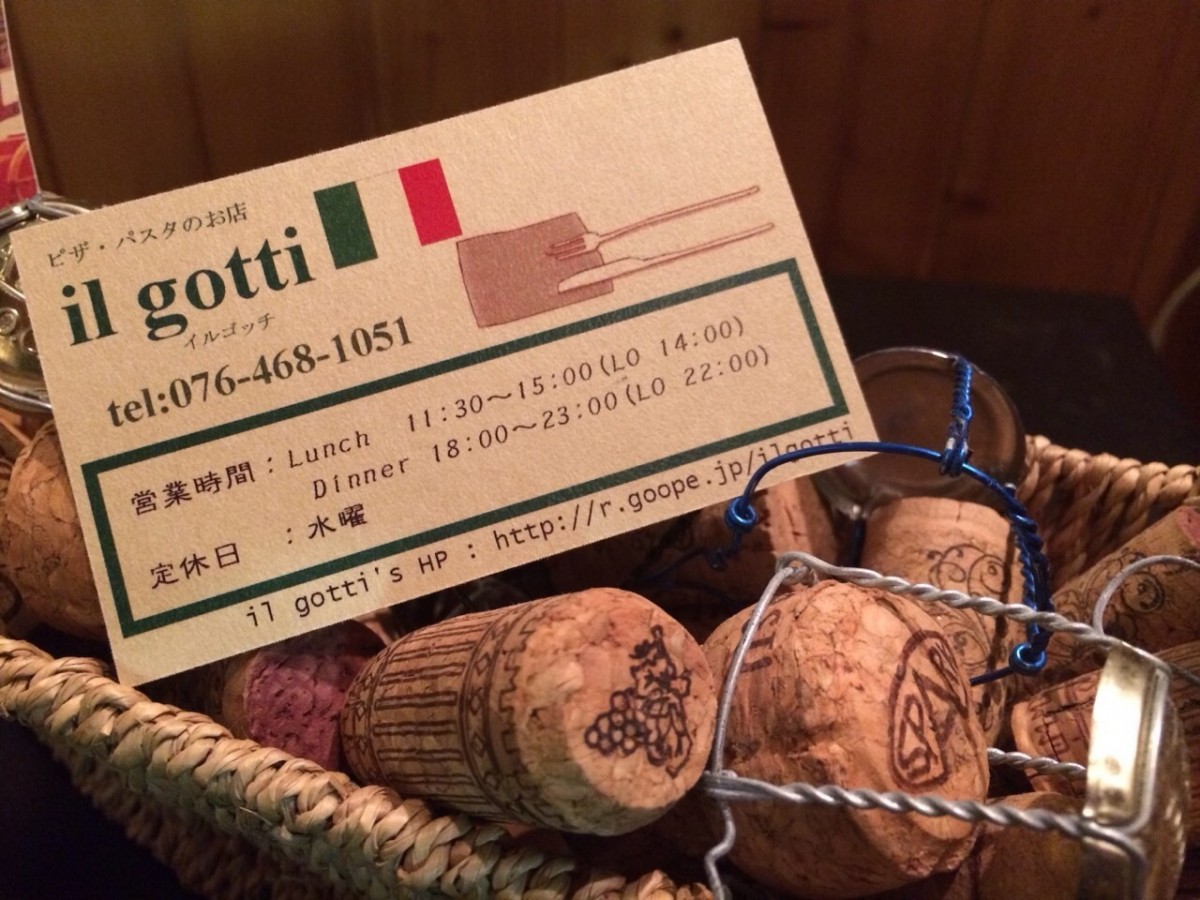 ピザ・パスタのお店
il gotti
イルゴッチ
tel:076-468-1051
営業時間：Lunch 11:30～15:00(LO 14:00)
Dinner 18:00～23:00(LO 22:00)
定休日 ：水曜
il gotti's HP : http://r.goope.jp/ilgotti